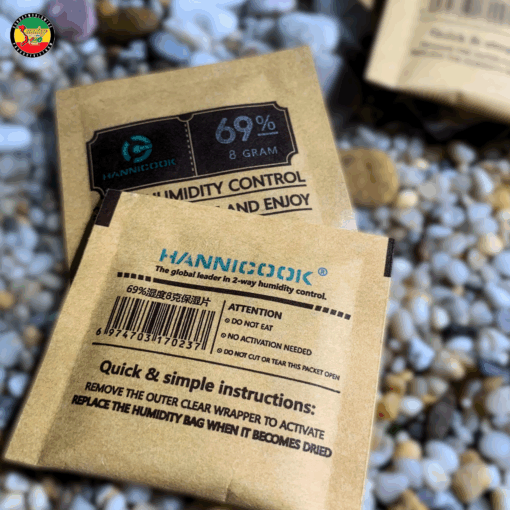 69%
8 GRAM
HANNICOOK
HUMIDITY CONTROL
AND ENJOY
HANNICOOK®
The global leader in 2-way humidity control.
69%湿度8克保湿片
6 974703 170237
ATTENTION
DO NOT EAT
NO ACTIVATION NEEDED
DO NOT CUT OR TEAR THIS PACKET OPEN
Quick & simple instructions:
REMOVE THE OUTER CLEAR WRAPPER TO ACTIVATE
REPLACE THE HUMIDITY BAG WHEN IT BECOMES DRIED